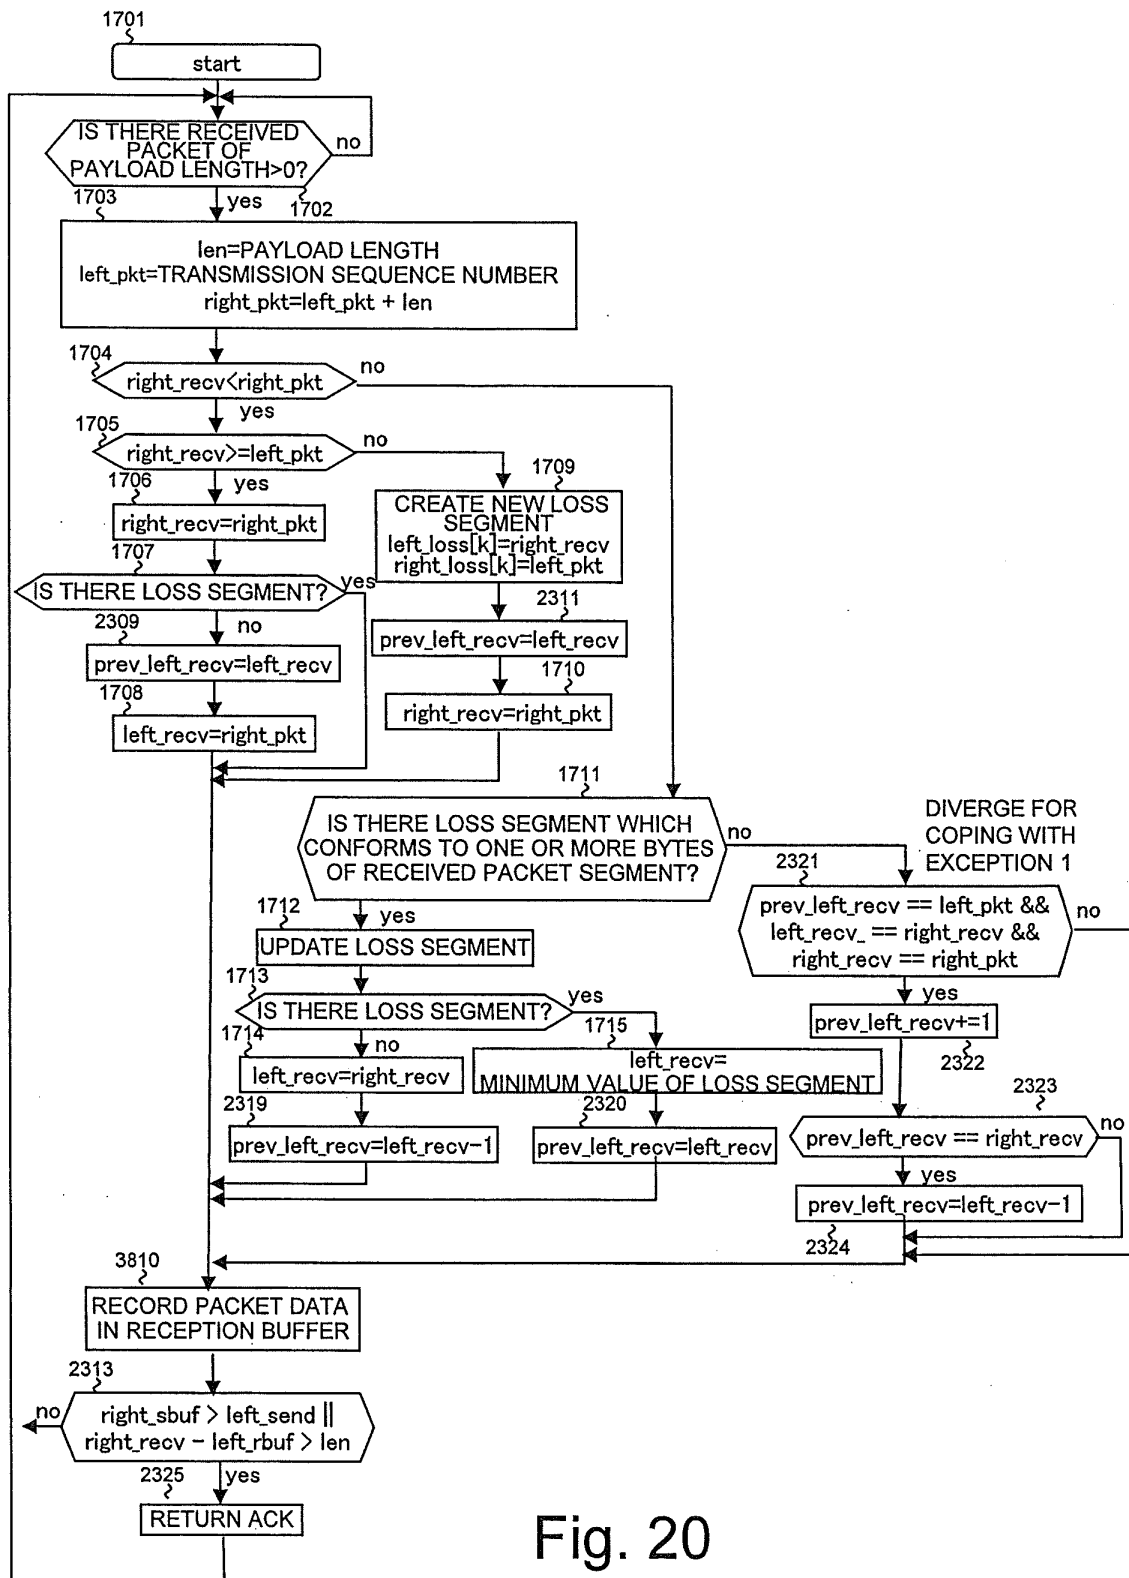 1701
start
IS THERE RECEIVED
PACKET OF
PAYLOAD LENGTH>0?
no
1703
yes
1702
len=PAYLOAD LENGTH
left_pkt=TRANSMISSION SEQUENCE NUMBER
right_pkt=left_pkt + len
1704
right_recv<right_pkt
no
yes
1705
right_recv>=left_pkt
no
yes
1706
right_recv=right_pkt
1709
CREATE NEW LOSS
SEGMENT
left_loss[k]=right_recv
right_loss[k]=left_pkt
1707
IS THERE LOSS SEGMENT?
yes
no
2309
prev_left_recv=left_recv
2311
prev_left_recv=left_recv
1708
left_recv=right_pkt
1710
right_recv=right_pkt
1711
IS THERE LOSS SEGMENT WHICH
CONFORMS TO ONE OR MORE BYTES
OF RECEIVED PACKET SEGMENT?
no
yes
DIVERGE FOR
COPING WITH
EXCEPTION 1
2321
prev_left_recv == left_pkt &&
left_recv_ == right_recv &&
right_recv == right_pkt
no
yes
1712
UPDATE LOSS SEGMENT
1713
IS THERE LOSS SEGMENT?
yes
no
prev_left_recv+=1
2322
1714
left_recv=right_recv
1715
left_recv=
MINIMUM VALUE OF LOSS SEGMENT
2319
prev_left_recv=left_recv-1
2320
prev_left_recv=left_recv
2323
prev_left_recv == right_recv
no
yes
prev_left_recv=left_recv-1
2324
3810
RECORD PACKET DATA
IN RECEPTION BUFFER
2313
right_sbuf > left_send ||
right_recv - left_rbuf > len
no
yes
2325
RETURN ACK
Fig. 20